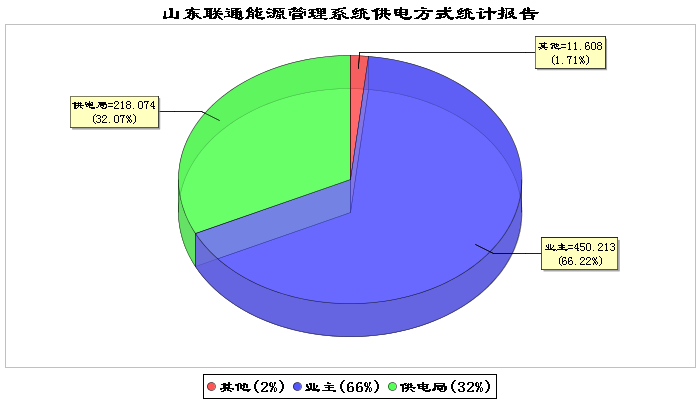 山东联通能源管理系统供电方式统计报告
其他=11.608
(1.71%)
供电局=218.074
(32.07%)
业主=450.213
(66.22%)
其他(2%) 业主(66%) 供电局(32%)